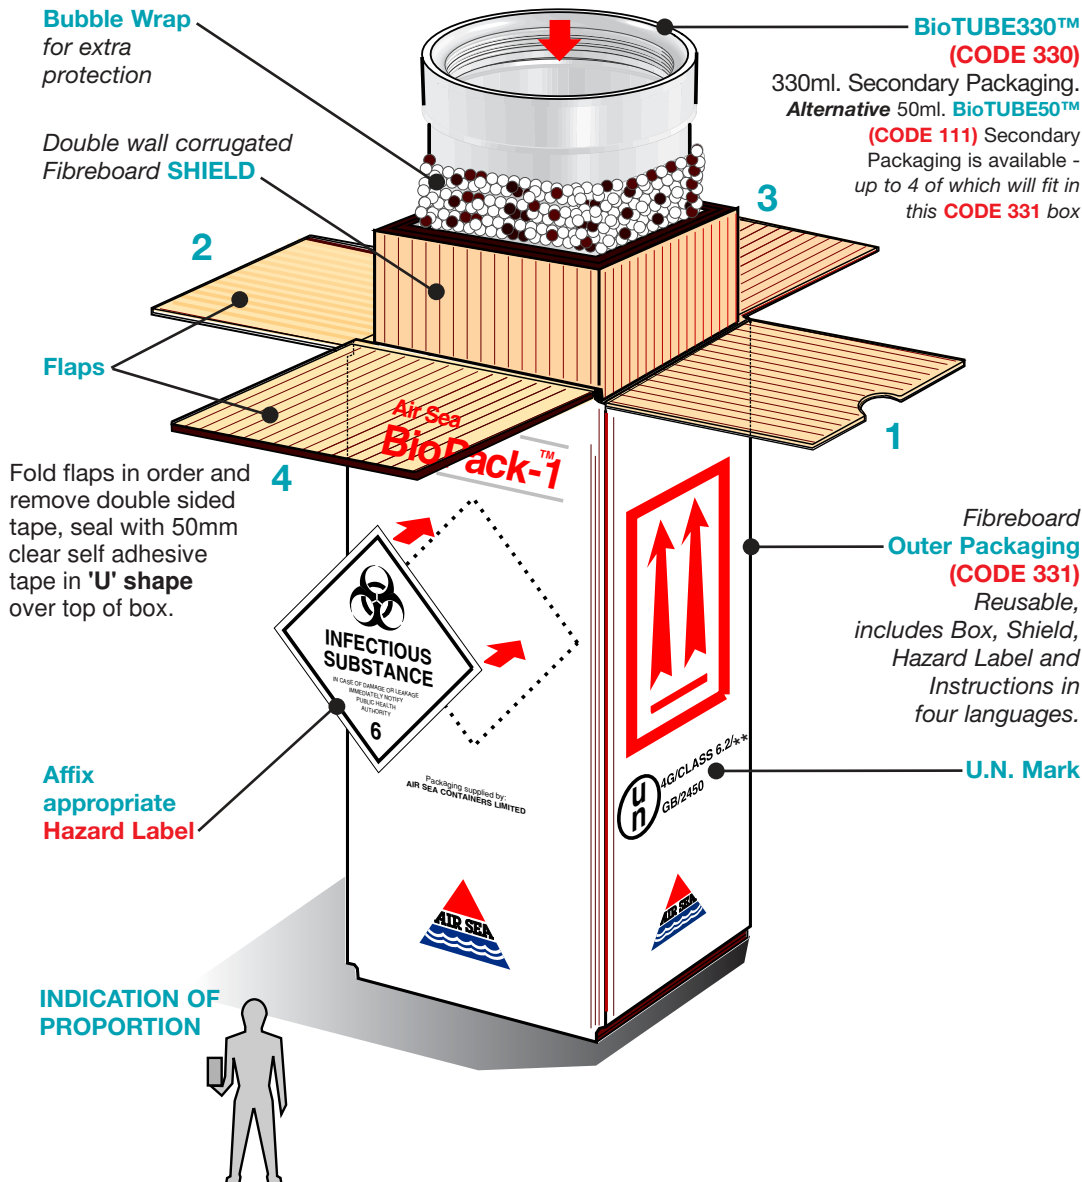 Bubble Wrap
for extra
protection
Double wall corrugated
Fibreboard SHIELD
BioTUBE330™
(CODE 330)
330ml. Secondary Packaging.
Alternative 50ml. BioTUBE50™
(CODE 111) Secondary
Packaging is available -
up to 4 of which will fit in
this CODE 331 box
3
2
Flaps
1
4
Fold flaps in order and
remove double sided
tape, seal with 50mm
clear self adhesive
tape in 'U' shape
over top of box.
Air Sea
BioPack-1™
Fibreboard
Outer Packaging
(CODE 331)
Reusable,
includes Box, Shield,
Hazard Label and
Instructions in
four languages.
INFECTIOUS
SUBSTANCE
IN CASE OF DAMAGE OR LEAKAGE
IMMEDIATELY NOTIFY
PUBLIC HEALTH
AUTHORITY
6
Affix
appropriate
Hazard Label
Packaging supplied by:
AIR SEA CONTAINERS LIMITED
un
4G/CLASS 6.2/**
GB/2450
U.N. Mark
AIR SEA
AIR SEA
INDICATION OF
PROPORTION